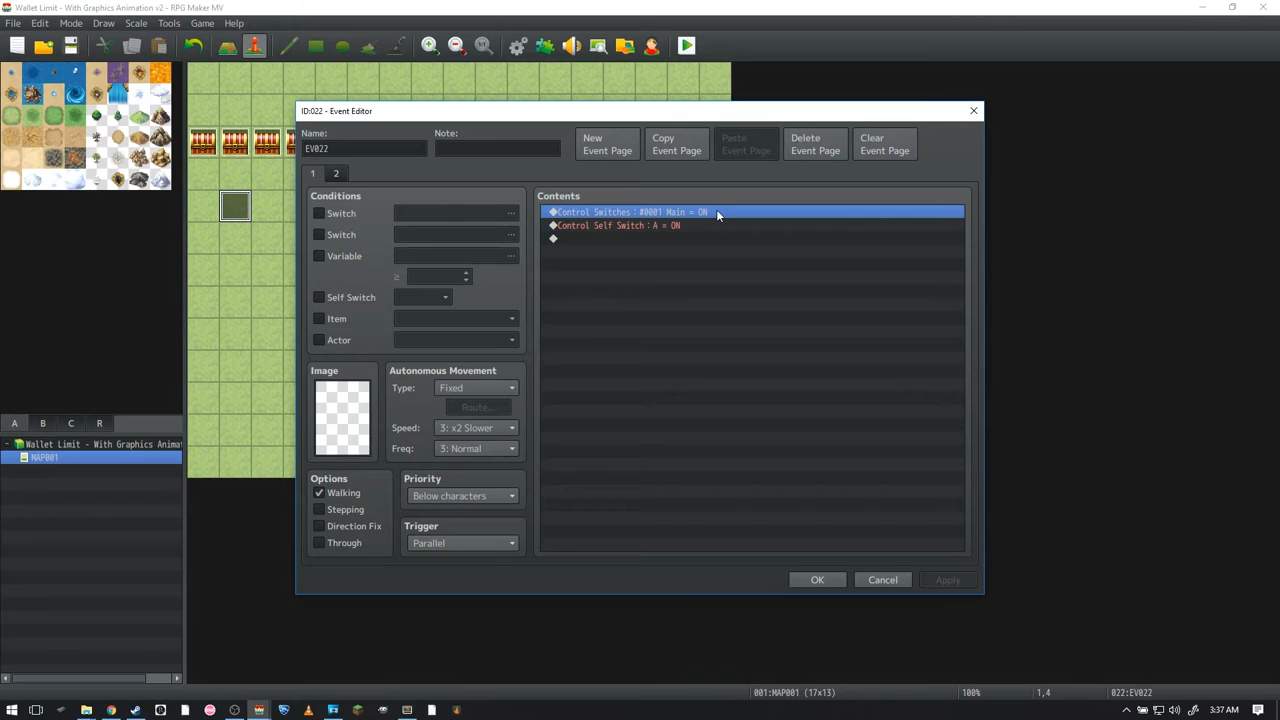 Wallet Limit - With Graphics Animation v2 - RPG Maker MV
File Edit Mode Draw Scale Tools Game Help
ID:022 - Event Editor
Name: Note:
EV022
New Event Page
Copy Event Page
Paste Event Page
Delete Event Page
Clear Event Page
1 2
Conditions
Switch ...
Switch ...
Variable ...
≥
Self Switch
Item
Actor
Image
Autonomous Movement
Type: Fixed
Route...
Speed: 3: x2 Slower
Freq: 3: Normal
Options
Walking
Stepping
Direction Fix
Through
Priority
Below characters
Trigger
Parallel
Contents
◆Control Switches：#0001 Main = ON
◆Control Self Switch：A = ON
◆
OK Cancel Apply
A B C R
Wallet Limit - With Graphics Animat
MAP001
001:MAP001 (17x13) 100% 1,4 022:EV022
3:37 AM